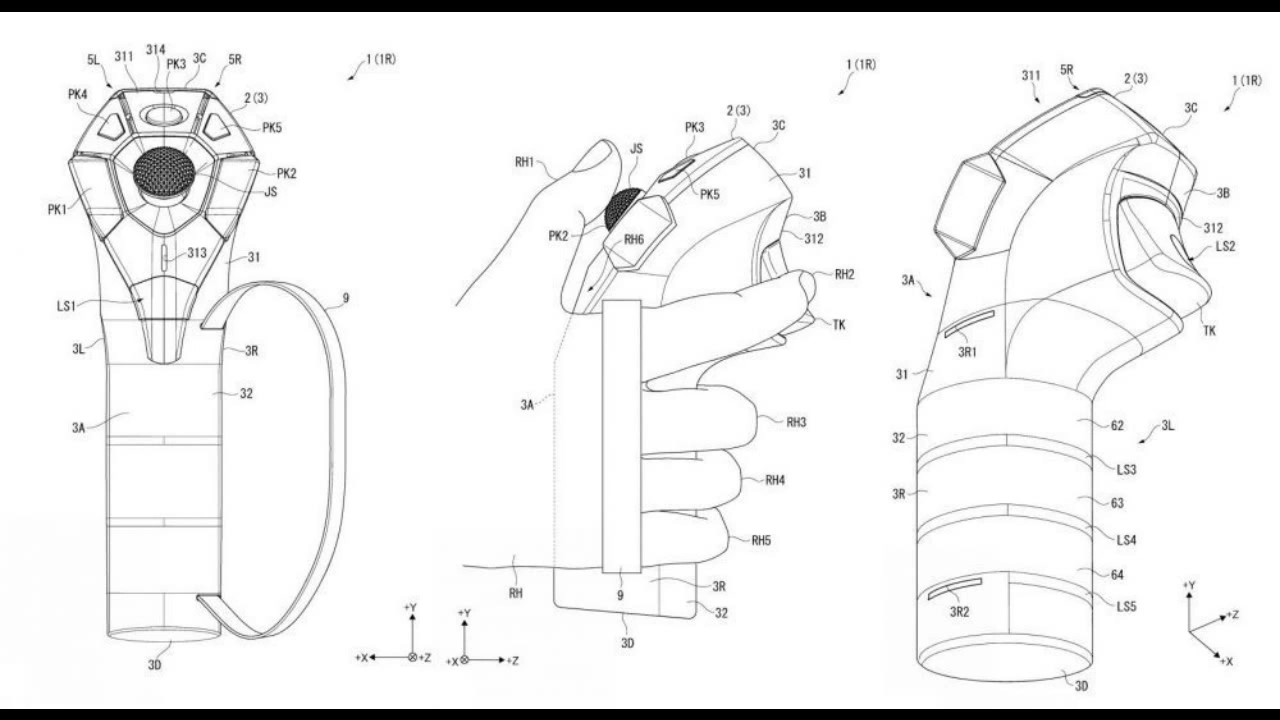 314
311
PK3
3C
5L
5R
1(1R)
PK4
2(3)
PK5
PK2
JS
PK1
313
31
LS1
9
3L
3R
32
3A
3D
+Y
+X
+Z
1(1R)
2(3)
PK3
3C
JS
RH1
31
PK5
3B
PK2
RH6
312
RH2
TK
3A
RH3
RH4
RH5
RH
9
3R
32
3D
+Y
+X
+Z
5R
311
2(3)
1(1R)
3C
3B
312
LS2
3A
TK
3R1
31
62
32
3L
LS3
3R
63
LS4
64
3R2
LS5
3D
+Y
+Z
+X